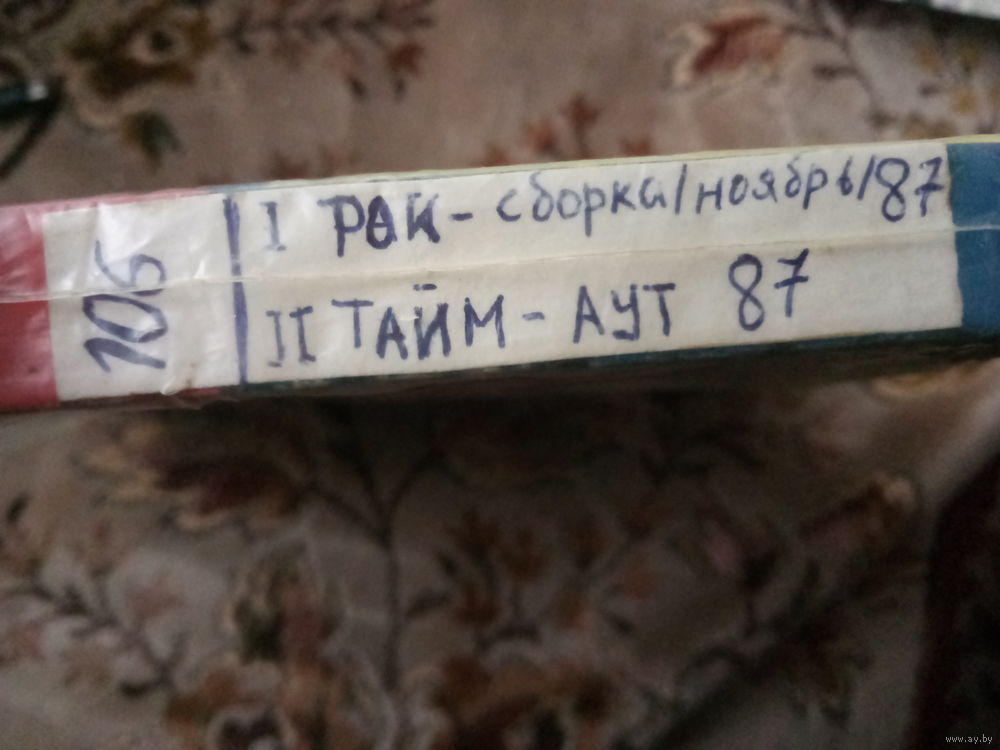 106
I РОК - сборка/ноябрь/87
II ТАЙМ - АУТ 87
www.ay.by